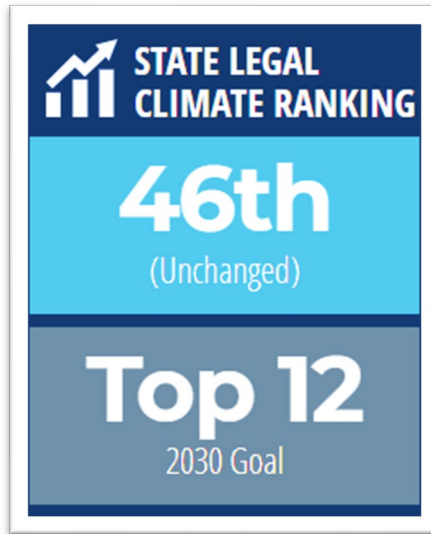 STATE LEGAL
CLIMATE RANKING
46th
(Unchanged)
Top 12
2030 Goal